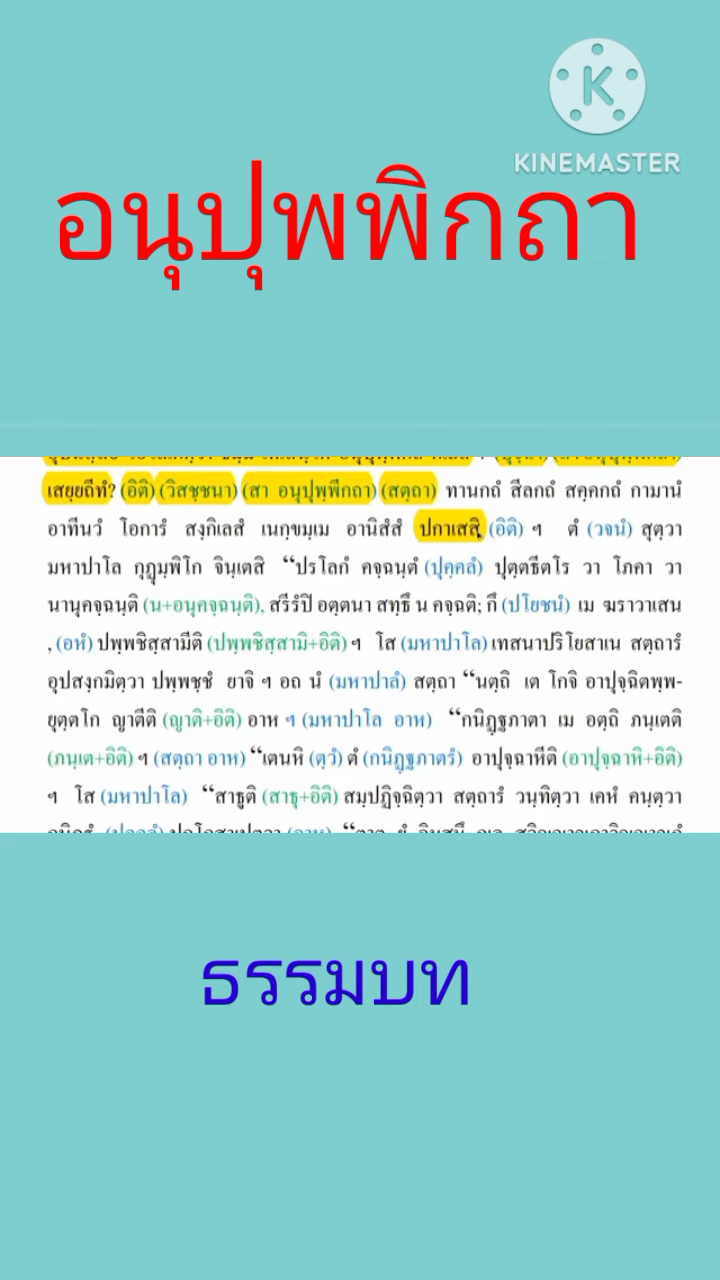 KINEMASTER
อนุปุพพิกถา
เสยฺยถีทํ? (อิติ) (วิสชฺชนา) (สา อนุปุพฺพีกถา) (สตฺถา) ทานกถํ สีลกถํ สคฺคกถํ กามานํ
อาทีนวํ โอการํ สงฺกิเลสํ เนกฺขมฺเม อานิสํสํ ปกาเสสิ (อิติ) ฯ ตํ (วจนํ) สุตฺวา
มหาปาโล กุฏุมฺพิโก จินฺเตสิ “ปรโลกํ คจฺฉนฺตํ (ปุคฺคลํ) ปุตฺตธีตโร วา โภคา วา
นานุคจฺฉนฺติ (น+อนุคจฺฉนฺติ), สรีรํปิ อตฺตนา สทฺธึ น คจฺฉติ; กึ (ปโยชนํ) เม ฆราวาเสน
, (อหํ) ปพฺพชิสฺสามีติ (ปพฺพชิสฺสามิ+อิติ) ฯ โส (มหาปาโล) เทสนาปริโยสาเน สตฺถารํ
อุปสงฺกมิตฺวา ปพฺพชฺชํ ยาจิ ฯ อถ นํ (มหาปาลํ) สตฺถา “นตฺถิ เต โกจิ อาปุจฺฉิตพฺพ-
ยุตฺตโก ญาตีติ (ญาติ+อิติ) อาห ฯ (มหาปาโล อาห) “กนิฏฺฐภาตา เม อตฺถิ ภนฺเตติ
(ภนฺเต+อิติ) ฯ (สตฺถา อาห) “เตนหิ (ตฺวํ) ตํ (กนิฏฺฐภาตรํ) อาปุจฺฉาหีติ (อาปุจฺฉาหิ+อิติ)
ฯ โส (มหาปาโล) “สาธูติ (สาธุ+อิติ) สมฺปฏิจฺฉิตฺวา สตฺถารํ วนฺทิตฺวา เคหํ คนฺตฺวา
ธรรมบท